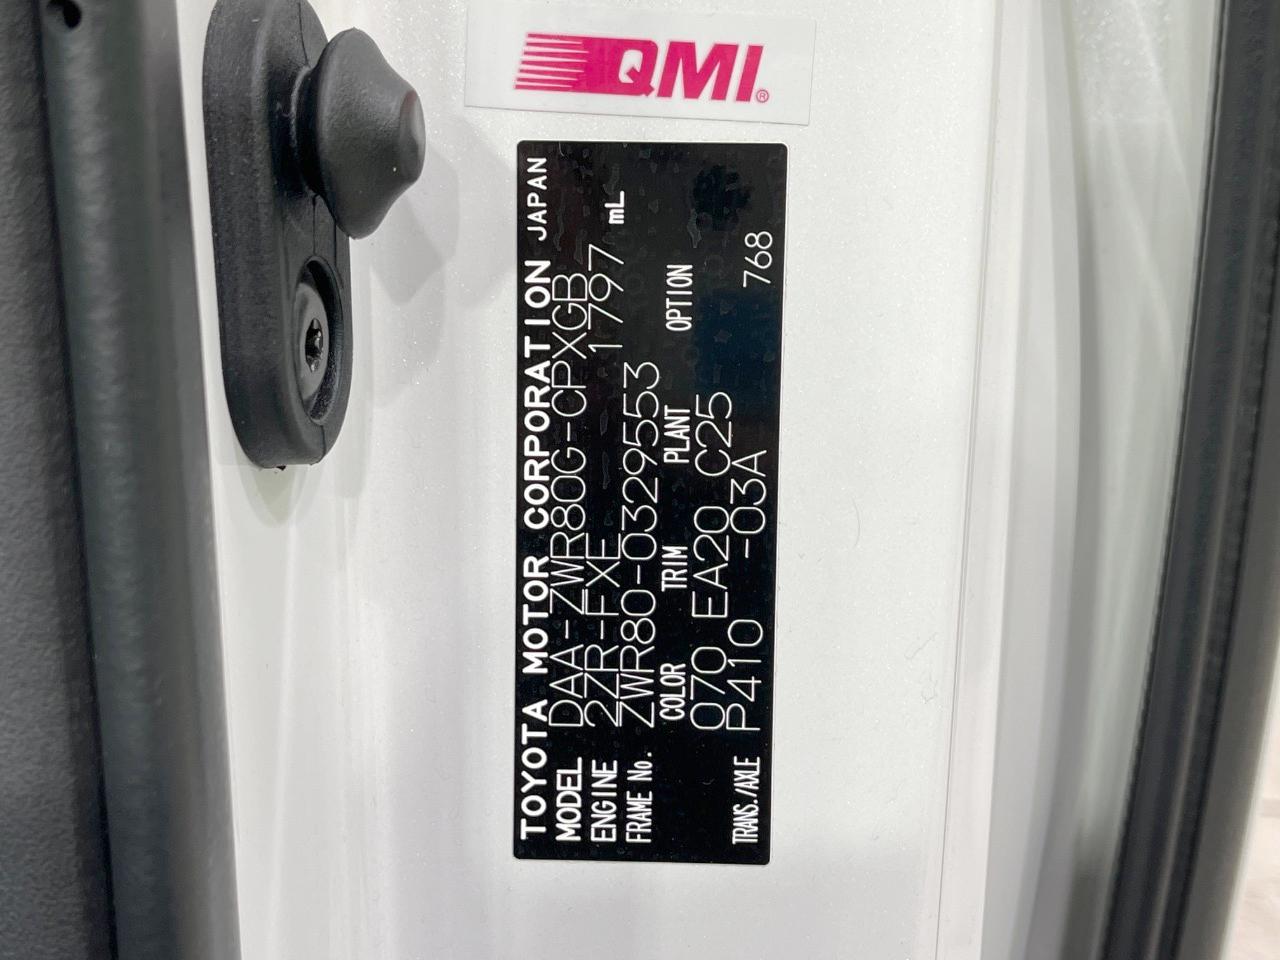 QMI®
TOYOTA MOTOR CORPORATION JAPAN
MODEL DAA-ZWR80G-CPXGB
ENGINE 2ZR-FXE 1797 mL
FRAME No. ZWR80-0329553
COLOR TRIM PLANT OPTION
070 EA20 C25
TRANS./AXLE P410 -03A 768